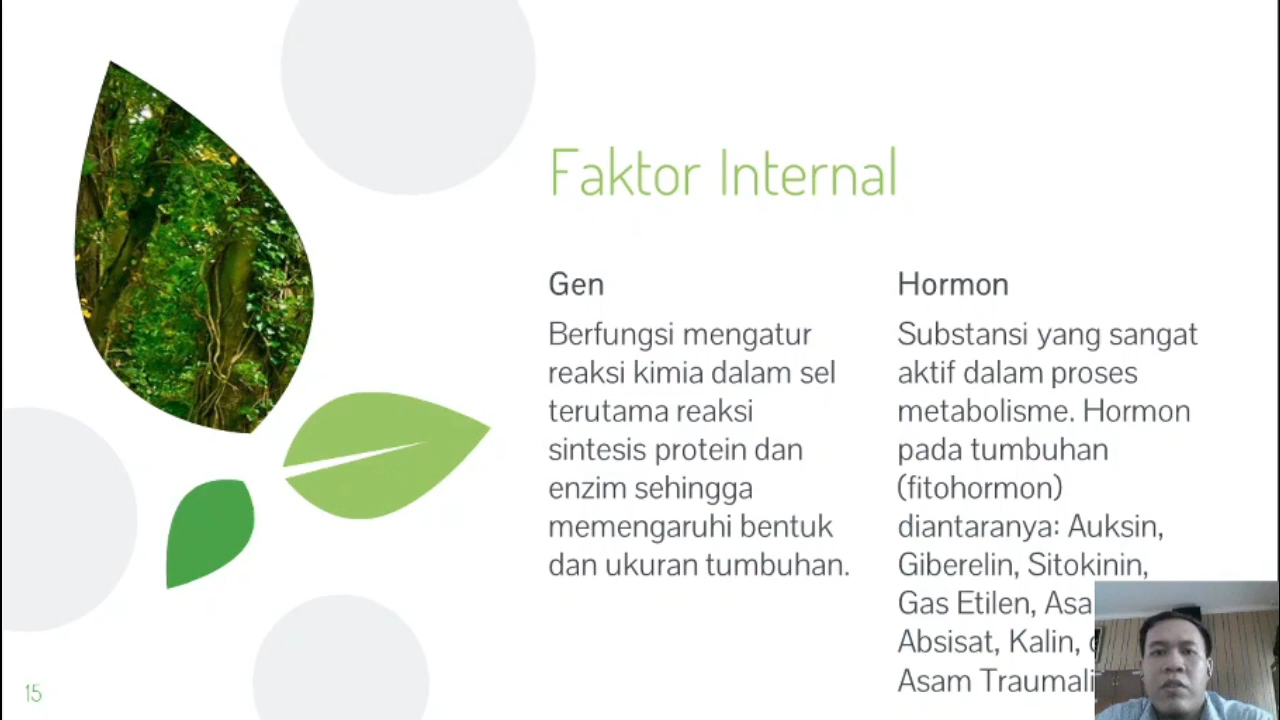 Faktor Internal
Gen
Berfungsi mengatur
reaksi kimia dalam sel
terutama reaksi
sintesis protein dan
enzim sehingga
memengaruhi bentuk
dan ukuran tumbuhan.
Hormon
Substansi yang sangat
aktif dalam proses
metabolisme. Hormon
pada tumbuhan
(fitohormon)
diantaranya: Auksin,
Giberelin, Sitokinin,
Gas Etilen,
Absisat, Kalin,
Asam
15